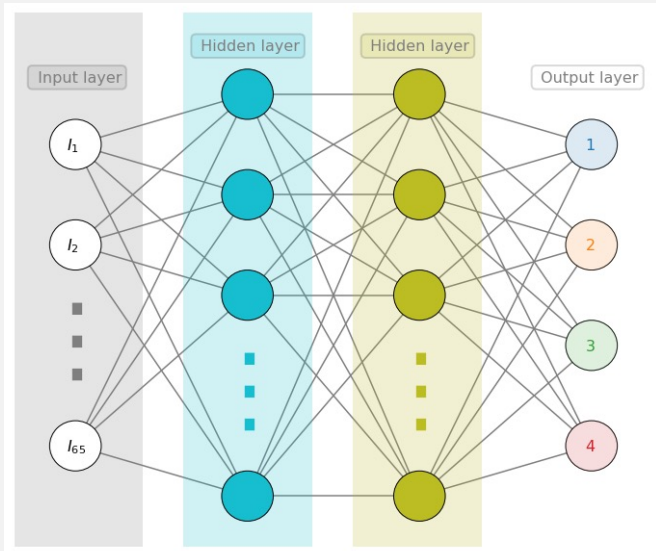 Hidden layer
Hidden layer
Input layer
Output layer
I₁
1
I₂
2
3
I₆₅
4